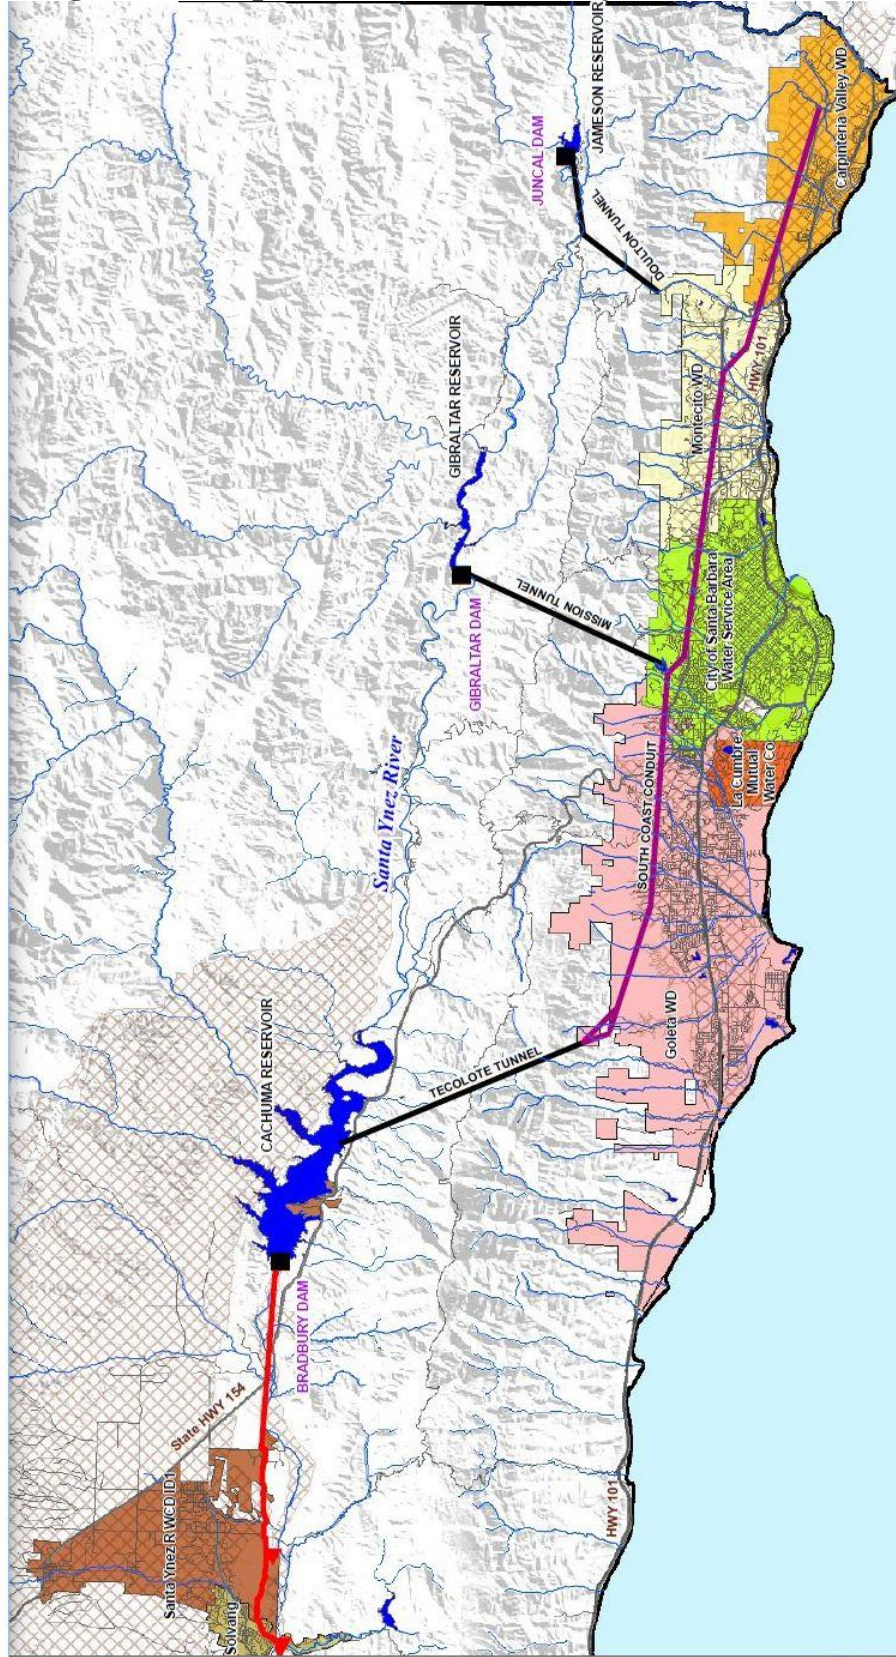 Santa Ynez R WCD ID1
Solvang
State HWY 154
BRADBURY DAM
CACHUMA RESERVOIR
TECOLOTE TUNNEL
Santa Ynez River
GIBRALTAR DAM
GIBRALTAR RESERVOIR
MISSION TUNNEL
JUNCAL DAM
JAMESON RESERVOIR
DOULTON TUNNEL
HWY 101
Goleta WD
SOUTH COAST CONDUIT
La Cumbre
Mutual
Water Co
City of Santa Barbara
Water Service Area
Montecito WD
HWY 101
Carpinteria Valley WD